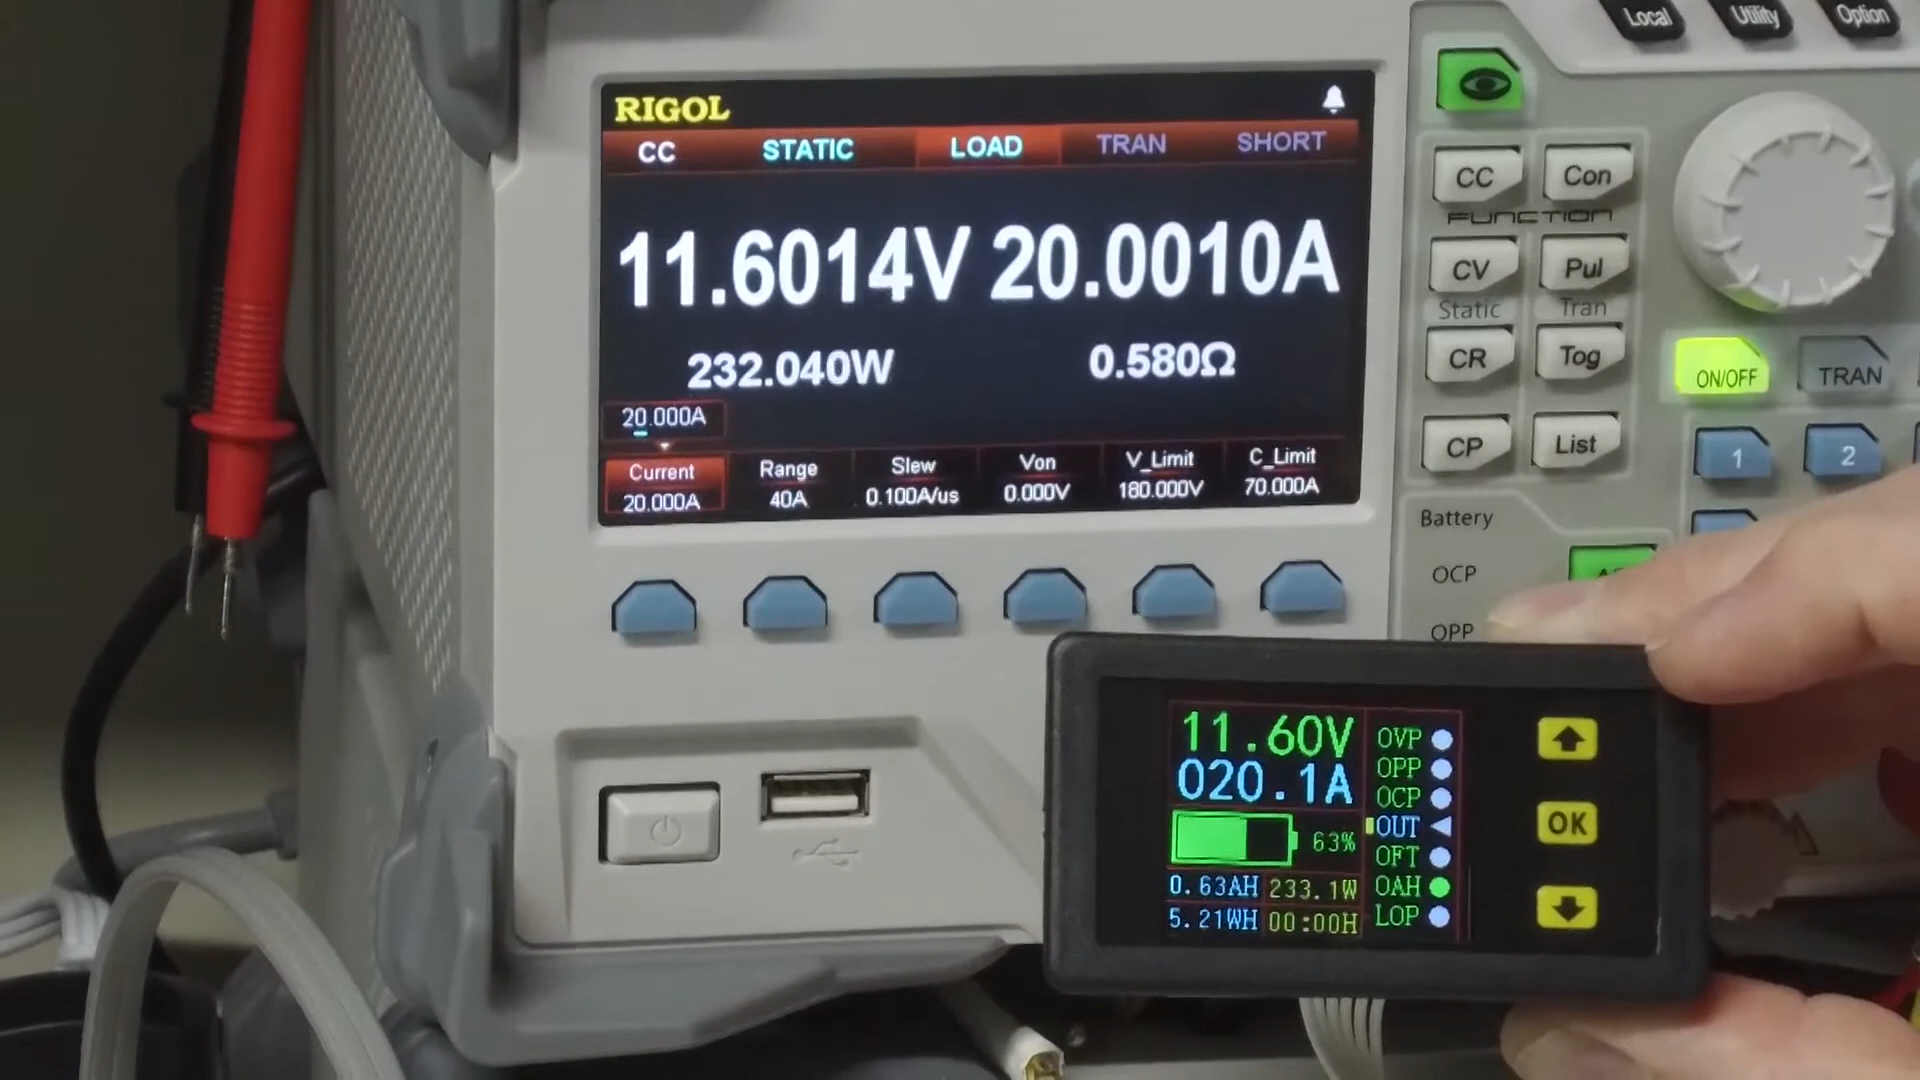 Local Utility Option
RIGOL
CC STATIC LOAD TRAN SHORT
11.6014V 20.0010A
232.040W 0.580Ω
20.000A
Current Range Slew Von V_Limit C_Limit
20.000A 40A 0.100A/us 0.000V 180.000V 70.000A
CC Con
FUNCTION
CV Pul
Static Tran
CR Tog
ON/OFF TRAN
CP List
1 2
Battery
OCP
OPP
11.60V
020.1A
63%
0.63AH 233.1W
5.21WH 00:00H
OVP
OPP
OCP
OUT
OFT
OAH
LOP
OK